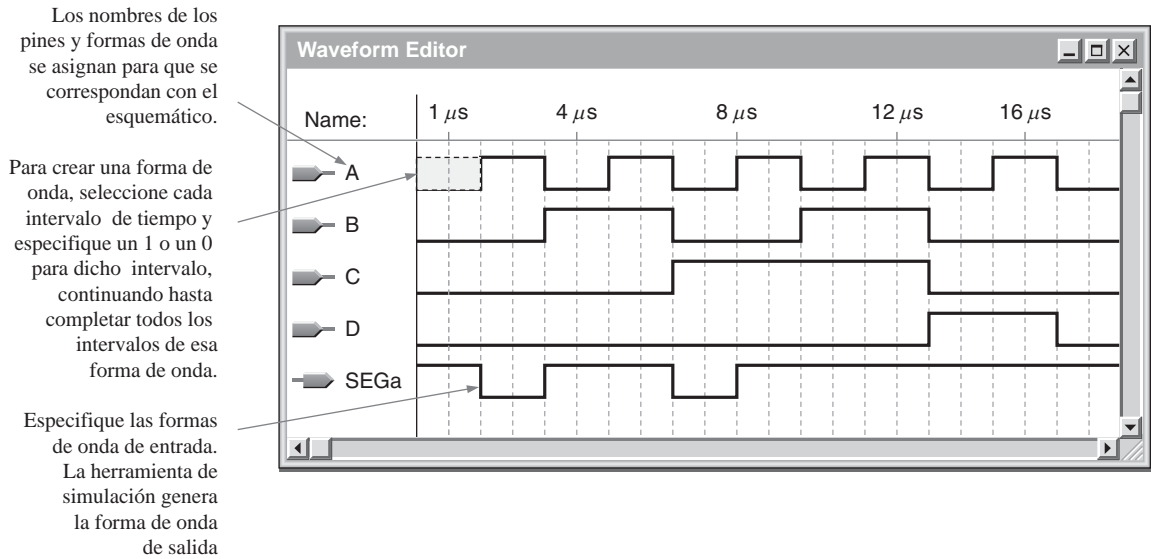 Los nombres de los
pines y formas de onda
se asignan para que se
correspondan con el
esquemático.
Para crear una forma de
onda, seleccione cada
intervalo de tiempo y
especifique un 1 o un 0
para dicho intervalo,
continuando hasta
completar todos los
intervalos de esa
forma de onda.
Especifique las formas
de onda de entrada.
La herramienta de
simulación genera
la forma de onda
de salida
Waveform Editor
Name: 1 μs 4 μs 8 μs 12 μs 16 μs
A
B
C
D
SEGa